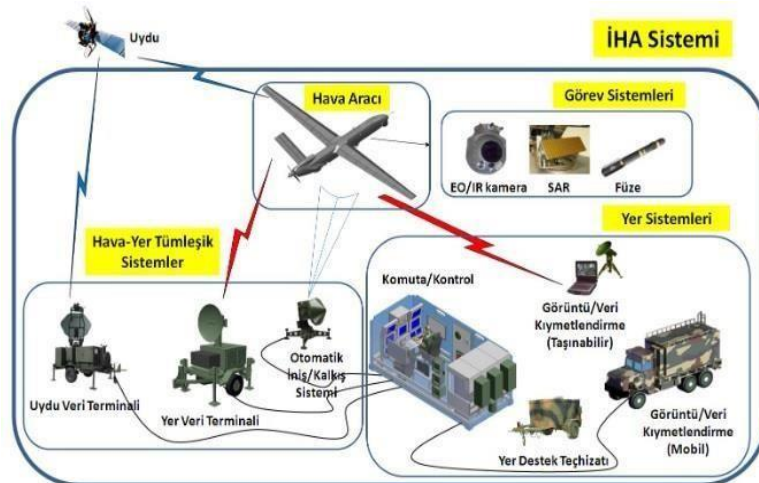 Uydu
İHA Sistemi
Hava Aracı
Görev Sistemleri
EO/IR kamera
SAR
Füze
Yer Sistemleri
Hava-Yer Tümleşik
Sistemler
Komuta/Kontrol
Görüntü/Veri
Kıymetlendirme
(Taşınabilir)
Otomatik
İniş/Kalkış
Sistemi
Uydu Veri Terminali
Yer Veri Terminali
Yer Destek Teçhizatı
Görüntü/Veri
Kıymetlendirme
(Mobil)